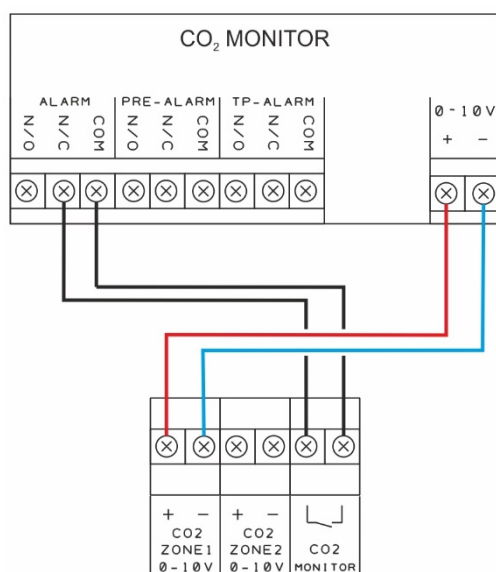 CO₂ MONITOR
ALARM PRE-ALARM TP-ALARM
N/O N/C COM N/O N/C COM N/O N/C COM
0-10V
+ −
+ − + −
CO2 CO2
ZONE1 ZONE2 CO2
0-10V 0-10V MONITOR